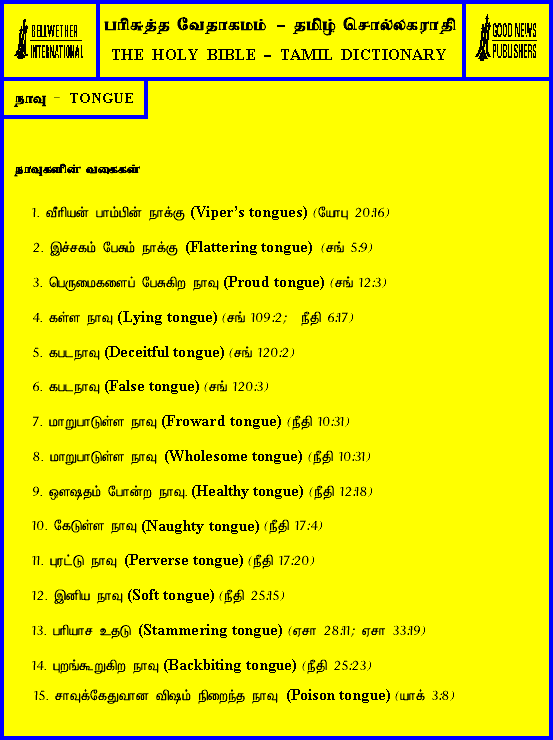 BELLWETHER
INTERNATIONAL
பரிசுத்த வேதாகமம் - தமிழ் சொல்லகராதி
THE HOLY BIBLE - TAMIL DICTIONARY
GOOD NEWS
PUBLISHERS
நாவு - TONGUE
நாவுகளின் வகைகள்
1. வீரியன் பாம்பின் நாக்கு (Viper's tongues) (யோபு 20:16)
2. இச்சகம் பேசும் நாக்கு (Flattering tongue) (சங் 5:9)
3. பெருமைகளைப் பேசுகிற நாவு (Proud tongue) (சங் 12:3)
4. கள்ள நாவு (Lying tongue) (சங் 109:2; நீதி 6:17)
5. கபடநாவு (Deceitful tongue) (சங் 120:2)
6. கபடநாவு (False tongue) (சங் 120:3)
7. மாறுபாடுள்ள நாவு (Froward tongue) (நீதி 10:31)
8. மாறுபாடுள்ள நாவு (Wholesome tongue) (நீதி 10:31)
9. ஔஷதம் போன்ற நாவு. (Healthy tongue) (நீதி 12:18)
10. கேடுள்ள நாவு (Naughty tongue) (நீதி 17:4)
11. புரட்டு நாவு (Perverse tongue) (நீதி 17:20)
12. இனிய நாவு (Soft tongue) (நீதி 25:15)
13. பரியாச உதடு (Stammering tongue) (ஏசா 28:11; ஏசா 33:19)
14. புறங்கூறுகிற நாவு (Backbiting tongue) (நீதி 25:23)
15. சாவுக்கேதுவான விஷம் நிறைந்த நாவு (Poison tongue) (யாக் 3:8)